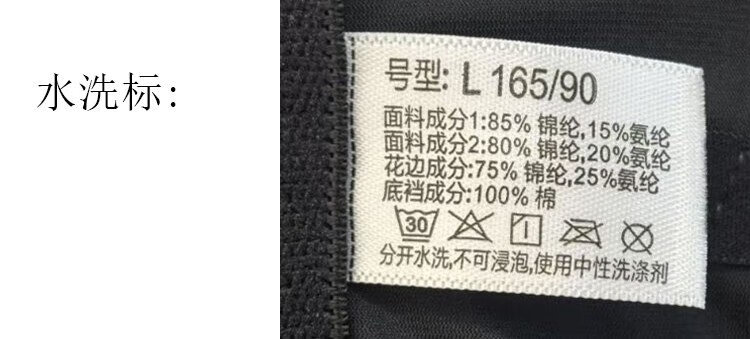 水洗标:
号型: L 165/90
面料成分1:85% 锦纶,15%氨纶
面料成分2:80% 锦纶,20%氨纶
花边成分:75% 锦纶,25%氨纶
底裆成分:100% 棉
30
分开水洗,不可浸泡,使用中性洗涤剂